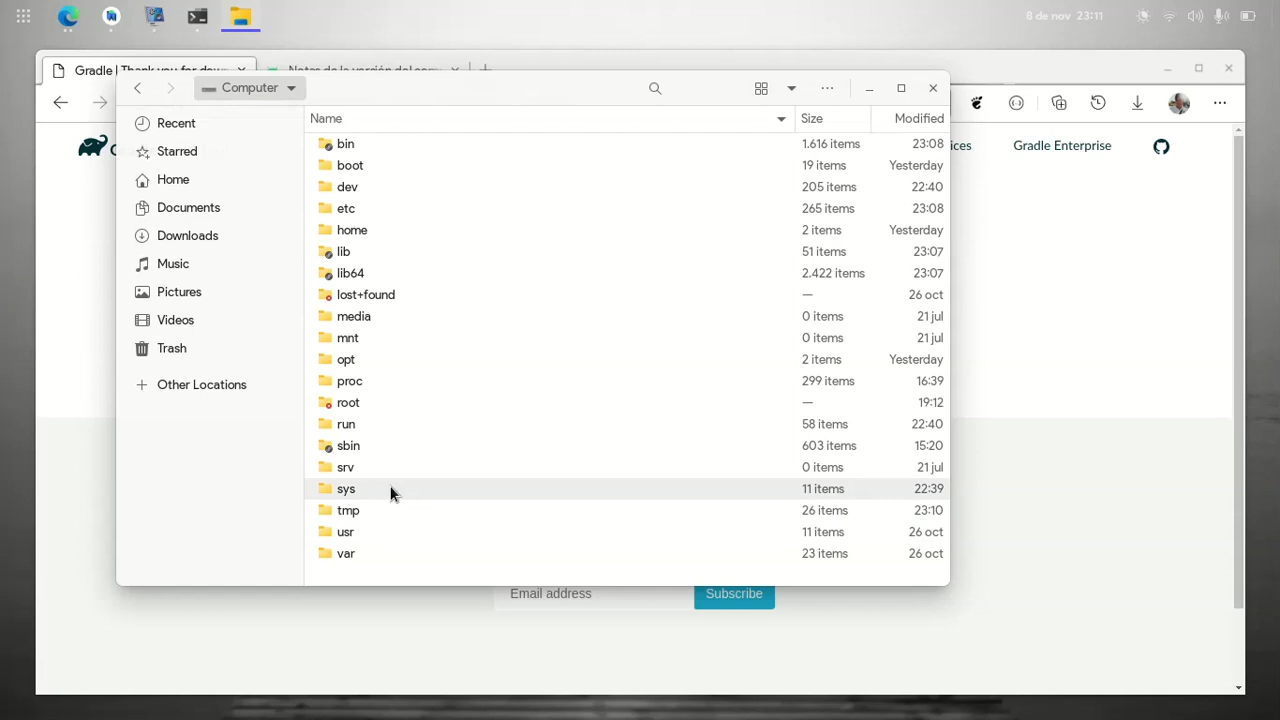 8 de nov 23:11
Gradle | Thank you for dow
Notas de la versión del com
Computer
Name Size Modified
Recent
Starred
Home
Documents
Downloads
Music
Pictures
Videos
Trash
Other Locations
bin 1.616 items 23:08
boot 19 items Yesterday
dev 205 items 22:40
etc 265 items 23:08
home 2 items Yesterday
lib 51 items 23:07
lib64 2.422 items 23:07
lost+found — 26 oct
media 0 items 21 jul
mnt 0 items 21 jul
opt 2 items Yesterday
proc 299 items 16:39
root — 19:12
run 58 items 22:40
sbin 603 items 15:20
srv 0 items 21 jul
sys 11 items 22:39
tmp 26 items 23:10
usr 11 items 26 oct
var 23 items 26 oct
ices Gradle Enterprise
Email address Subscribe